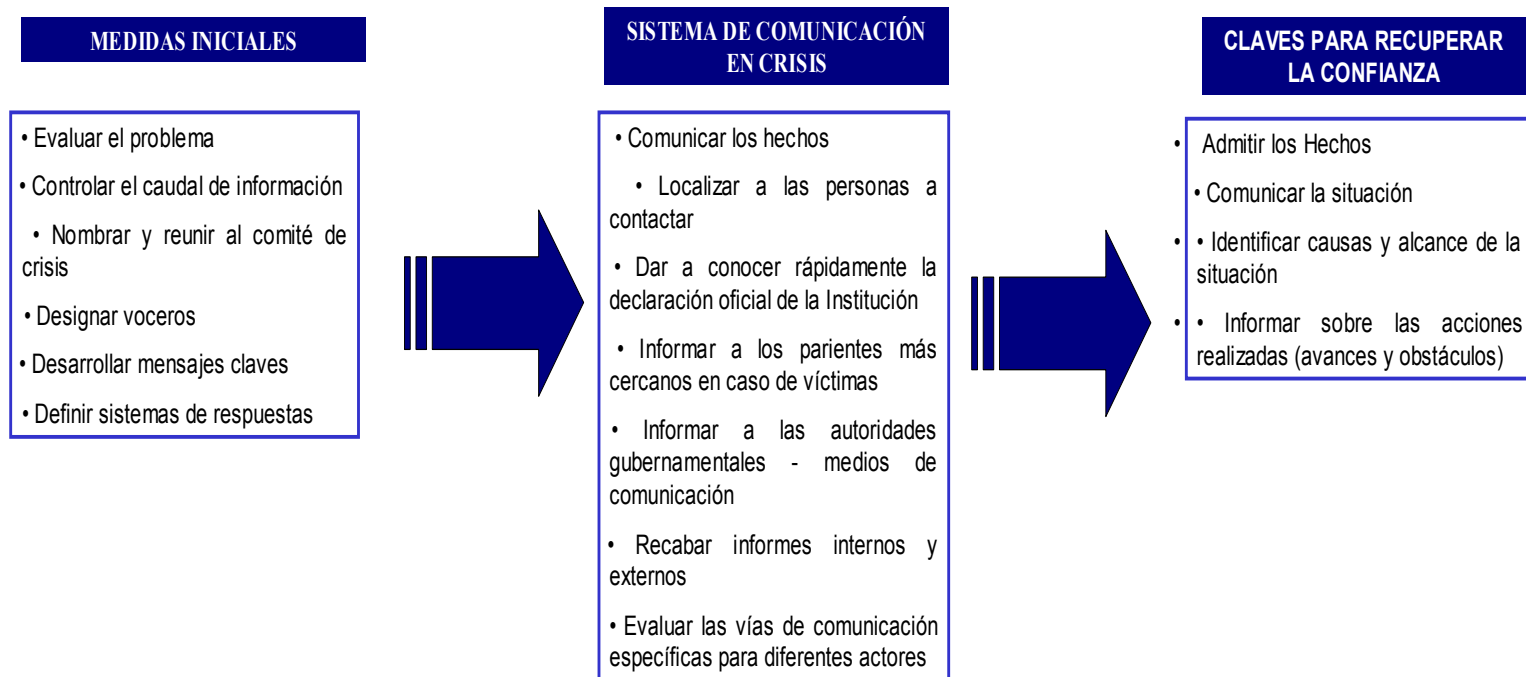 MEDIDAS INICIALES
• Evaluar el problema
• Controlar el caudal de información
• Nombrar y reunir al comité de
crisis
• Designar voceros
• Desarrollar mensajes claves
• Definir sistemas de respuestas
SISTEMA DE COMUNICACIÓN
EN CRISIS
• Comunicar los hechos
• Localizar a las personas a
contactar
• Dar a conocer rápidamente la
declaración oficial de la Institución
• Informar a los parientes más
cercanos en caso de víctimas
• Informar a las autoridades
gubernamentales - medios de
comunicación
• Recabar informes internos y
externos
• Evaluar las vías de comunicación
específicas para diferentes actores
CLAVES PARA RECUPERAR
LA CONFIANZA
• Admitir los Hechos
• Comunicar la situación
• • Identificar causas y alcance de la
situación
• • Informar sobre las acciones
realizadas (avances y obstáculos)